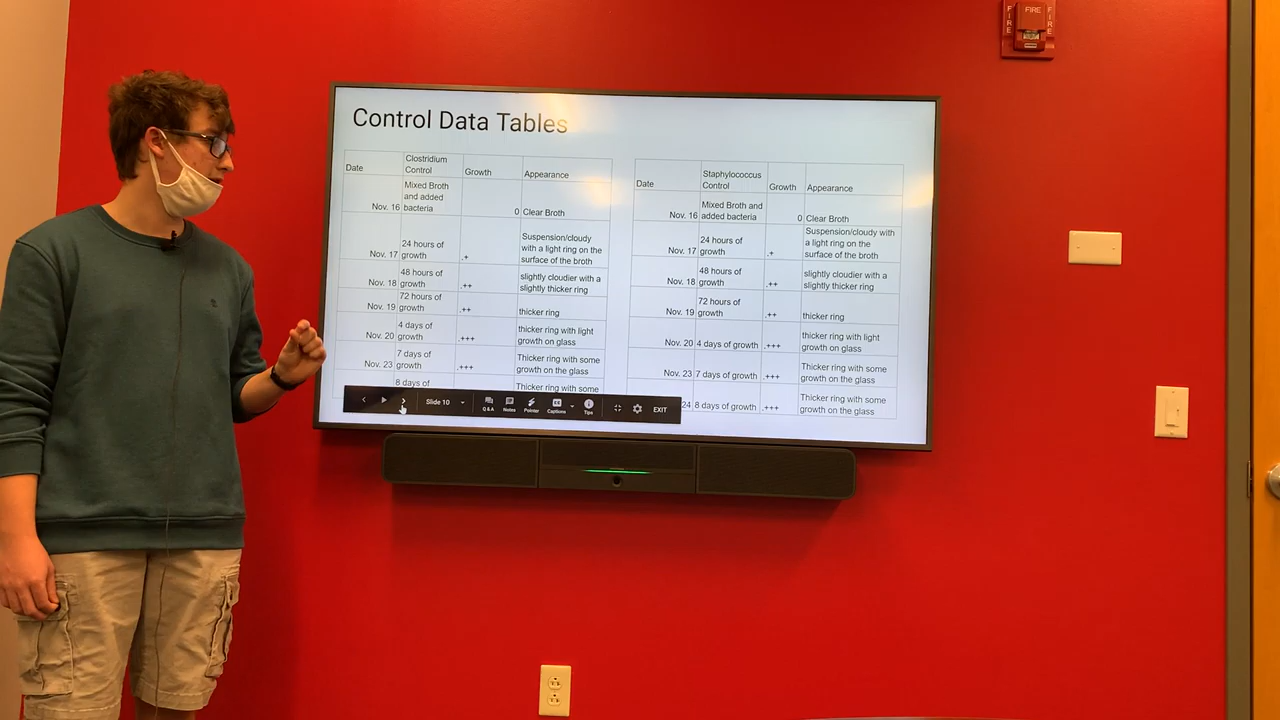 FIRE
FIRE
FIRE
Control Data Tables
Date Clostridium Control Growth Appearance
Nov. 16 Mixed Broth and added bacteria 0 Clear Broth
Nov. 17 24 hours of growth .+ Suspension/cloudy with a light ring on the surface of the broth
Nov. 18 48 hours of growth .++ slightly cloudier with a slightly thicker ring
Nov. 19 72 hours of growth .++ thicker ring
Nov. 20 4 days of growth .+++ thicker ring with light growth on glass
Nov. 23 7 days of growth .+++ Thicker ring with some growth on the glass
8 days of Thicker ring with some
Date Staphylococcus Control Growth Appearance
Nov. 16 Mixed Broth and added bacteria 0 Clear Broth
Nov. 17 24 hours of growth .+ Suspension/cloudy with a light ring on the surface of the broth
Nov. 18 48 hours of growth .++ slightly cloudier with a slightly thicker ring
Nov. 19 72 hours of growth .++ thicker ring
Nov. 20 4 days of growth .+++ thicker ring with light growth on glass
Nov. 23 7 days of growth .+++ Thicker ring with some growth on the glass
24 8 days of growth .+++ Thicker ring with some growth on the glass
Slide 10 Q&A Notes Pointer Captions Tips EXIT